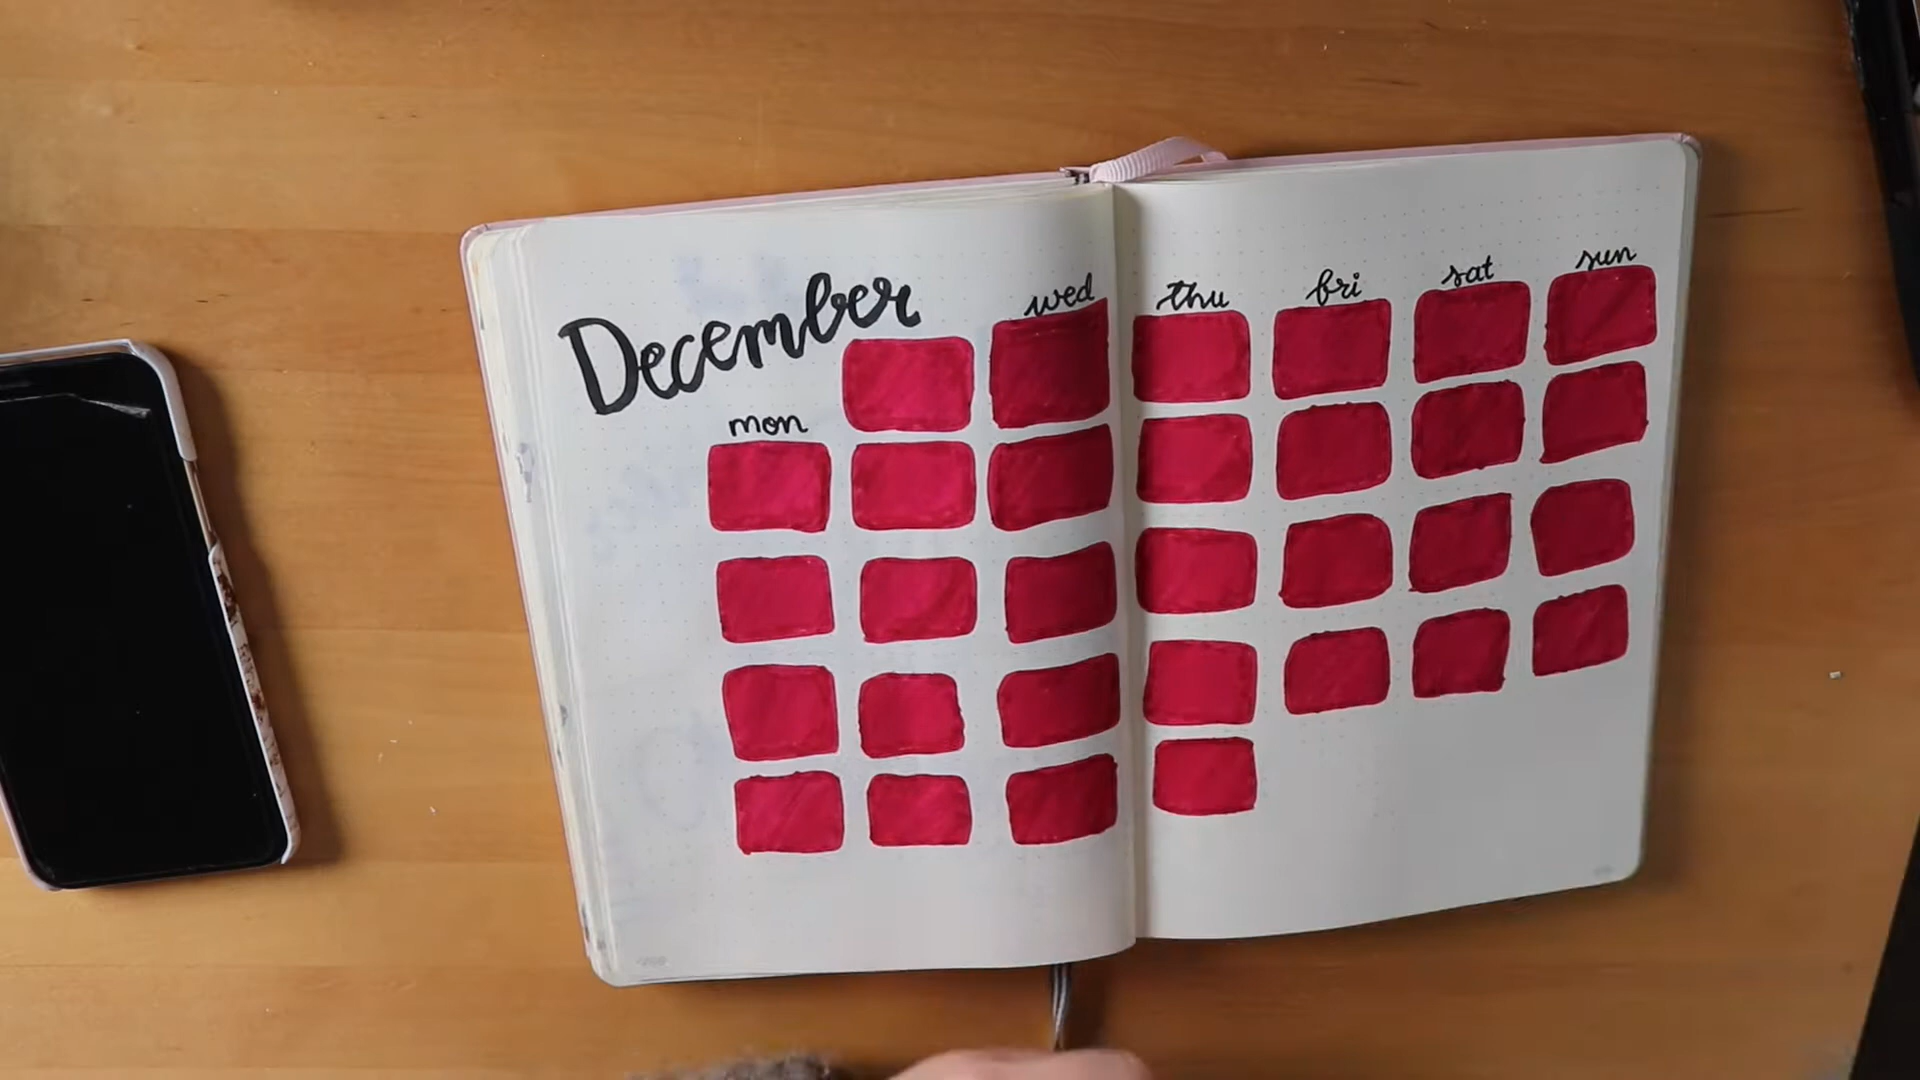 December
mon
wed
thu
fri
sat
sun